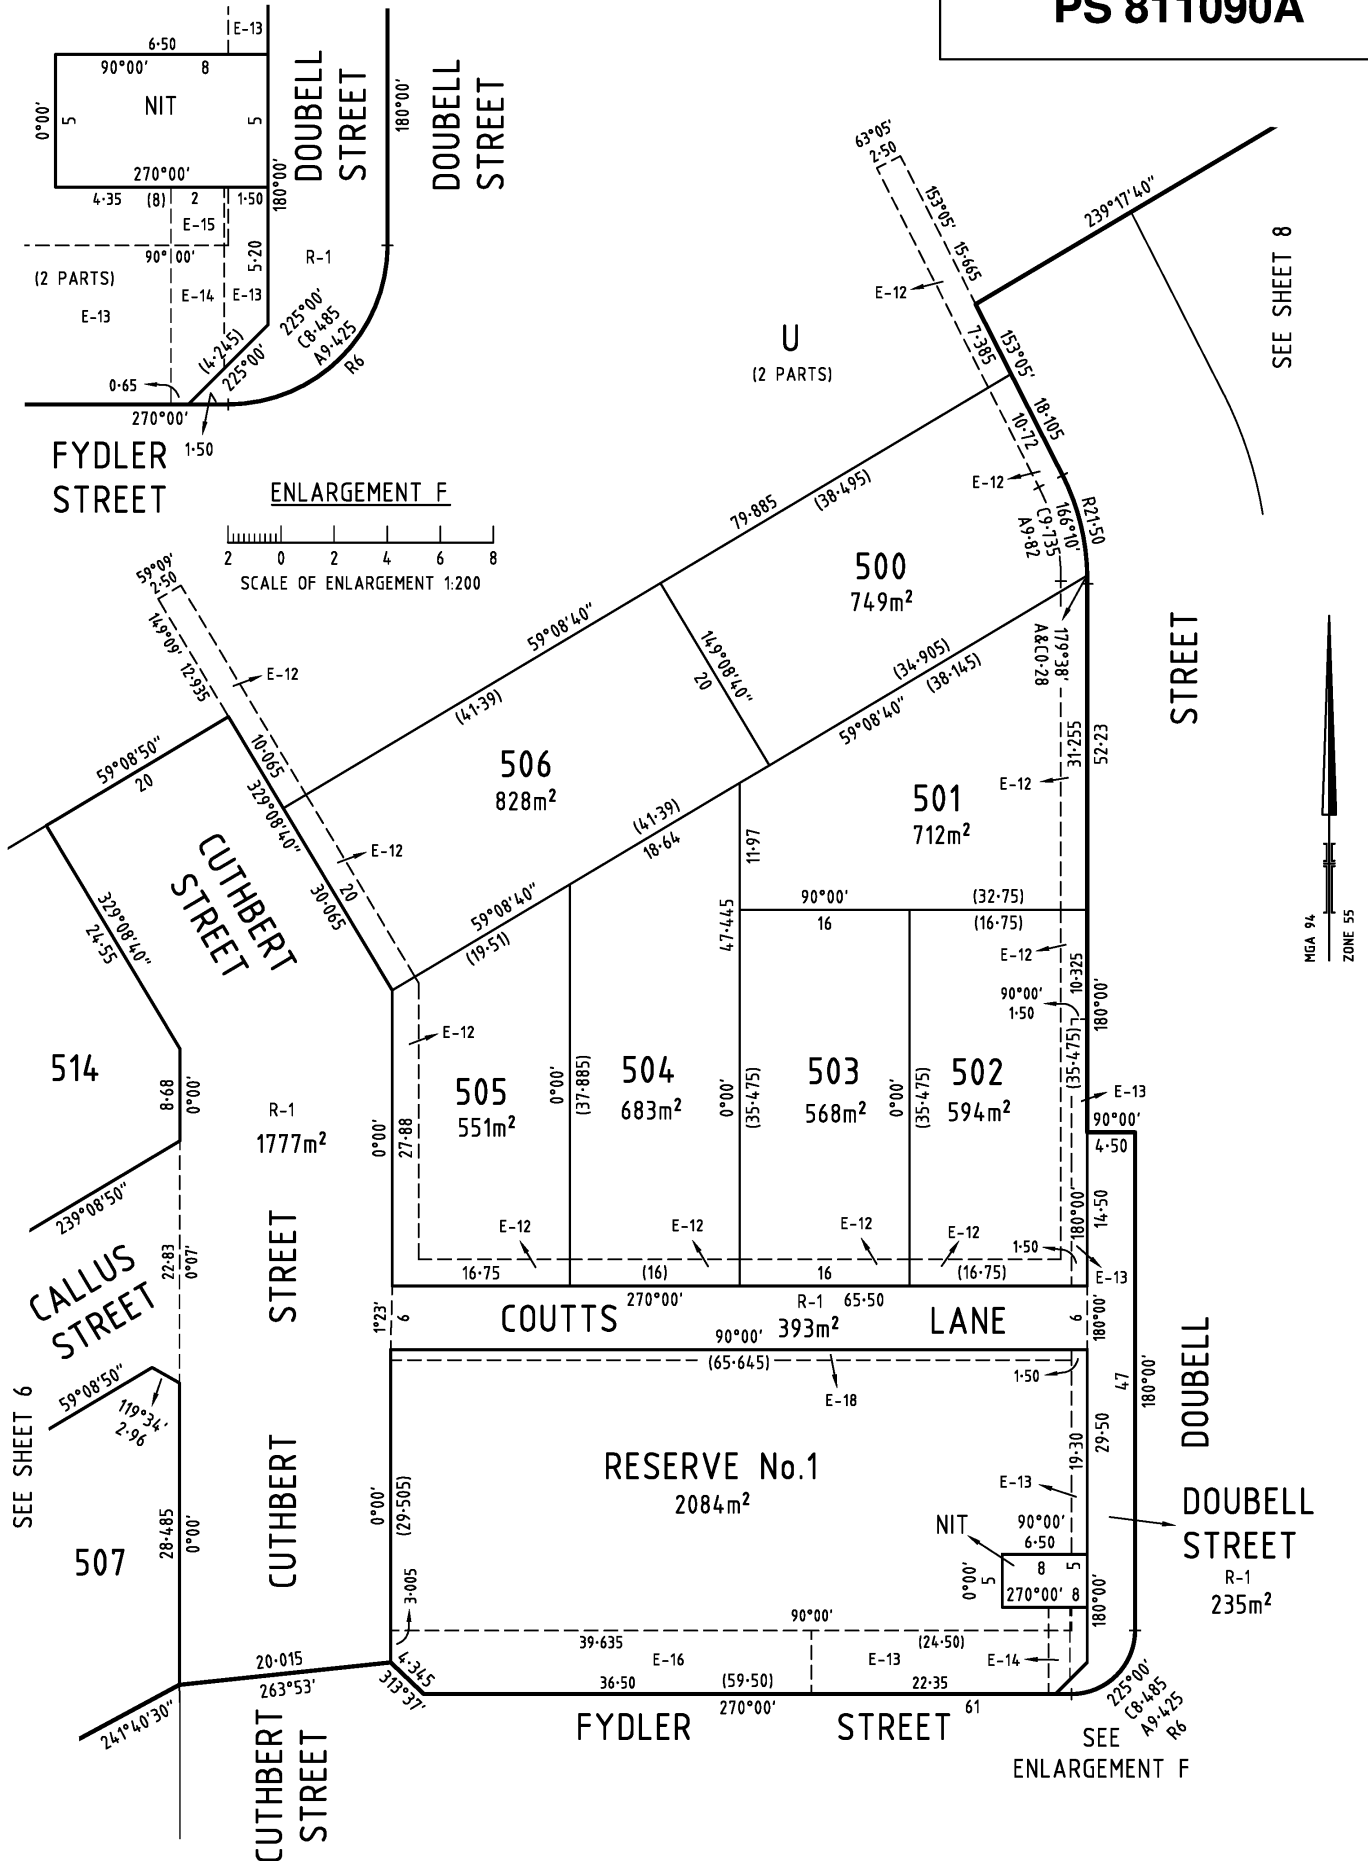 PS 811090A
E-13
6·50
90°00'
8
NIT
0°00'
5
5
DOUBELL
STREET
180°00'
DOUBELL
STREET
270°00'
180°00'
4·35
(8)
2
1·50
E-15
90°00'
5·20
R-1
(2 PARTS)
E-14
E-13
E-13
225°00'
C8·485
A9·425
R6
(4·245)
225°00'
0·65
270°00'
1·50
FYDLER
STREET
ENLARGEMENT F
2 0 2 4 6 8
SCALE OF ENLARGEMENT 1:200
63°05'
2·50
153°05'
15·665
239°17'40"
SEE SHEET 8
E-12
U
(2 PARTS)
7·385
153°05'
18·105
10·72
E-12
R21·50
166°10'
C9·735
A9·82
79·885
(38·495)
500
749m²
59°08'40"
149°08'40"
20
(34·905)
(38·145)
59°08'40"
179°38'
A&C0·28
STREET
59°09'
2·50
149°09'
12·935
E-12
(41·39)
59°08'50"
20
10·065
329°08'40"
506
828m²
E-12
20
30·065
CUTHBERT
STREET
(41·39)
18·64
11·97
501
712m²
31·255
52·23
E-12
MGA 94
ZONE 55
329°08'40"
24·55
59°08'40"
(19·51)
47·445
90°00'
16
(32·75)
(16·75)
E-12
10·325
90°00'
1·50
180°00'
E-12
514
8·68
0°00'
R-1
1777m²
0°00'
27·88
505
551m²
0°00'
(37·885)
504
683m²
0°00'
(35·475)
503
568m²
0°00'
(35·475)
502
594m²
(35·475)
E-13
90°00'
4·50
239°08'50"
CALLUS
STREET
22·83
0°07'
STREET
E-12
E-12
E-12
E-12
180°00'
14·50
1·50
E-13
16·75
(16)
16
(16·75)
1°23'
6
COUTTS
270°00'
R-1
65·50
393m²
LANE
6
180°00'
90°00'
(65·645)
E-18
1·50
47
180°00'
DOUBELL
59°08'50"
119°34'
2·96
SEE SHEET 6
CUTHBERT
0°00'
(29·505)
RESERVE No.1
2084m²
19·30
29·50
E-13
NIT
90°00'
6·50
0°00'
5
8
5
270°00'
8
180°00'
DOUBELL
STREET
R-1
235m²
507
28·485
0°00'
3·005
90°00'
39·635
E-16
(24·50)
E-13
E-14
36·50
(59·50)
22·35
4·345
313°37'
270°00'
61
20·015
263°53'
241°40'30"
CUTHBERT
STREET
FYDLER
STREET
225°00'
C8·485
A9·425
R6
SEE
ENLARGEMENT F